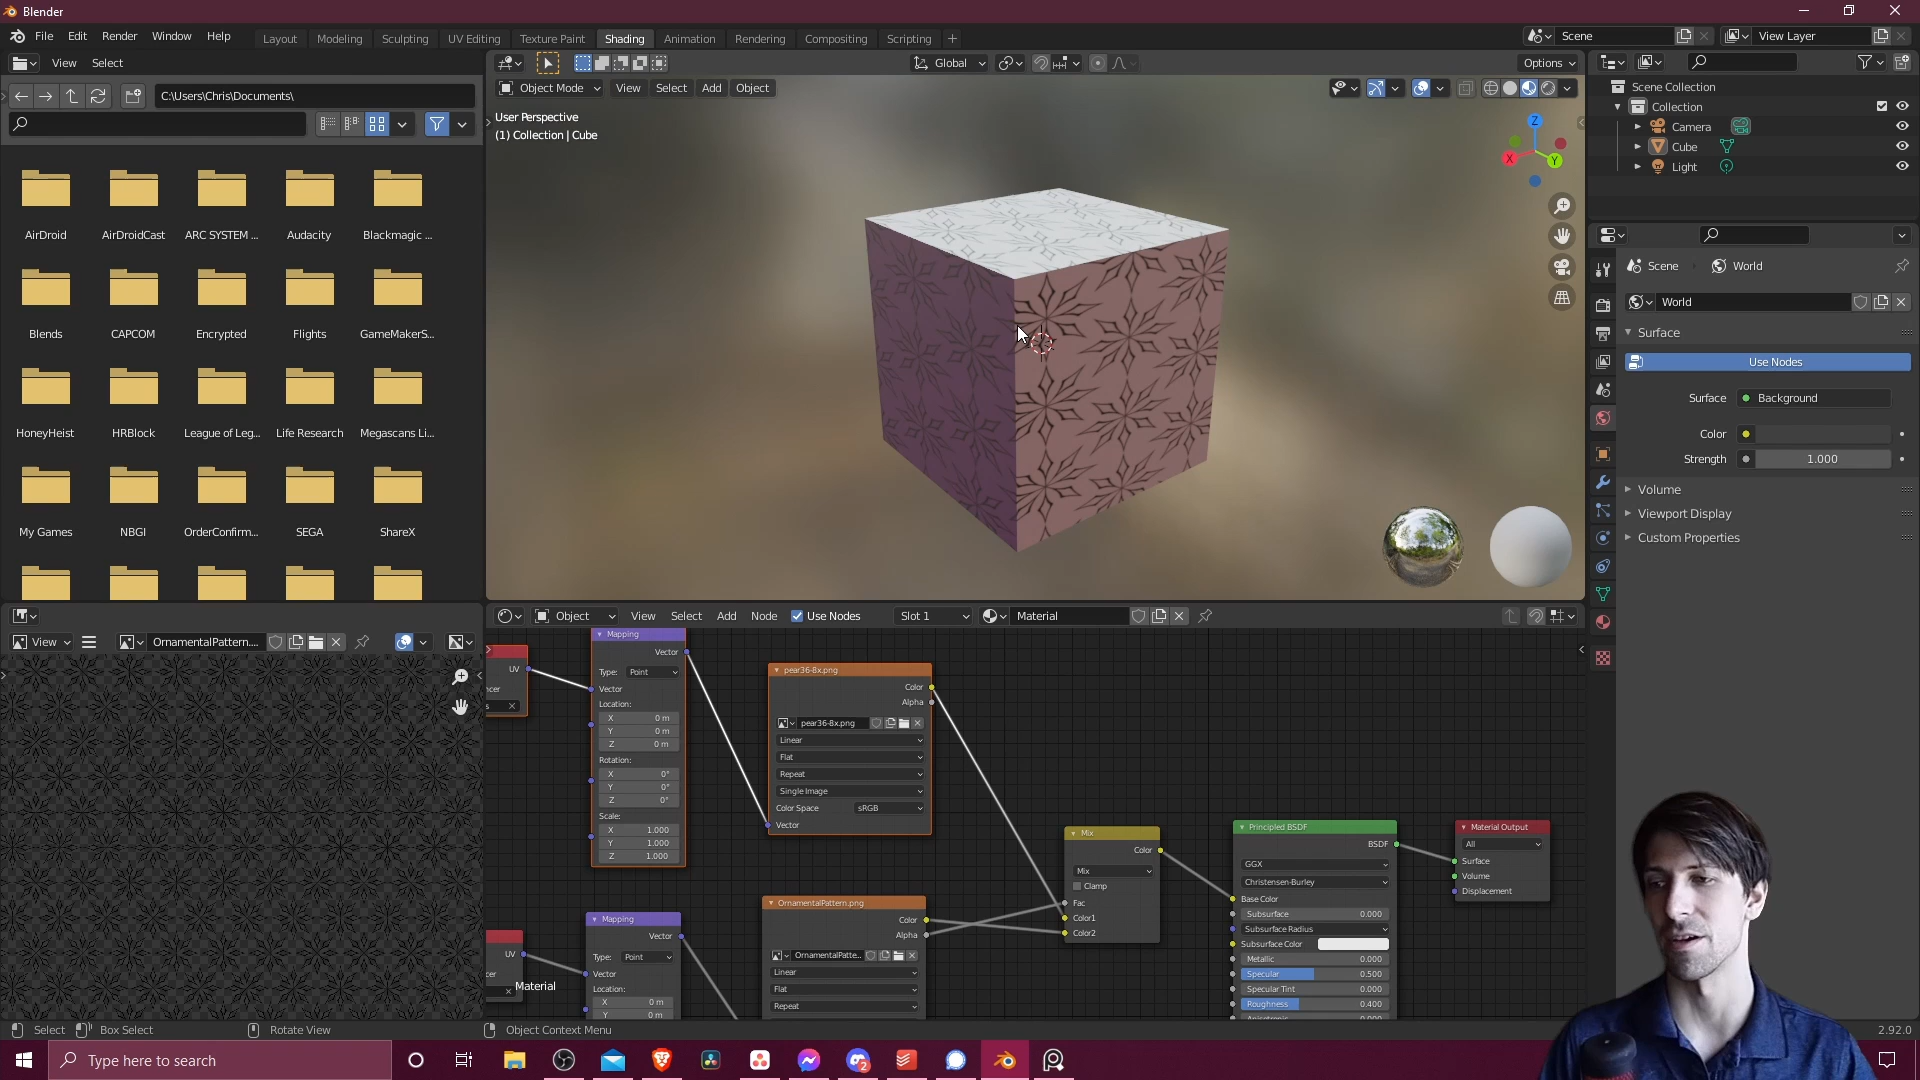 Blender
File Edit Render Window Help
Layout Modeling Sculpting UV Editing Texture Paint Shading Animation Rendering Compositing Scripting +
Scene
View Layer
View Select
Global
Options
C:\Users\Chris\Documents\
Object Mode View Select Add Object
User Perspective
(1) Collection | Cube
Z
X
Y
Scene Collection
Collection
Camera
Cube
Light
AirDroid AirDroidCast ARC SYSTEM ... Audacity Blackmagic ...
Blends CAPCOM Encrypted Flights GameMakerS...
HoneyHeist HRBlock League of Leg... Life Research Megascans Li...
My Games NBGI OrderConfirm... SEGA ShareX
Scene World
World
Surface
Use Nodes
Surface Background
Color
Strength 1.000
Volume
Viewport Display
Custom Properties
View OrnamentalPattern...
Object View Select Add Node Use Nodes Slot 1 Material
UV
ncer
s
Mapping
Vector
Type: Point
Vector
Location:
X 0 m
Y 0 m
Z 0 m
Rotation:
X 0°
Y 0°
Z 0°
Scale:
X 1.000
Y 1.000
Z 1.000
pear36-8x.png
Color
Alpha
pear36-8x.png
Linear
Flat
Repeat
Single Image
Color Space sRGB
Vector
UV
ncer
Mapping
Vector
Type: Point
Vector
Location:
X 0 m
Y 0 m
Material
OrnamentalPattern.png
Color
Alpha
OrnamentalPatte...
Linear
Flat
Repeat
Mix
Color
Mix
Clamp
Fac
Color1
Color2
Principled BSDF
BSDF
GGX
Christensen-Burley
Base Color
Subsurface 0.000
Subsurface Radius
Subsurface Color
Metallic 0.000
Specular 0.500
Specular Tint 0.000
Roughness 0.400
Material Output
All
Surface
Volume
Displacement
Select Box Select Rotate View Object Context Menu
2.92.0
Type here to search
2